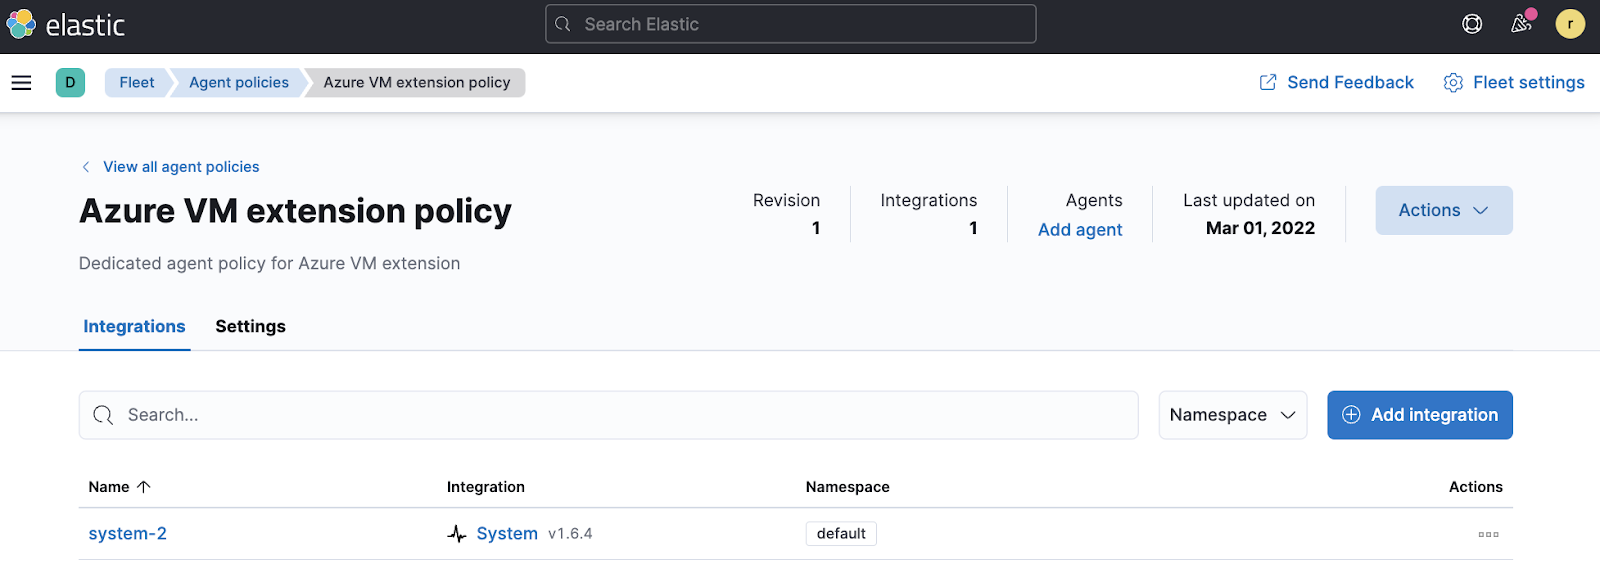 elastic
Search Elastic
r
D
Fleet
Agent policies
Azure VM extension policy
Send Feedback
Fleet settings
View all agent policies
Azure VM extension policy
Dedicated agent policy for Azure VM extension
Revision
1
Integrations
1
Agents
Add agent
Last updated on
Mar 01, 2022
Actions
Integrations
Settings
Search...
Namespace
Add integration
Name
Integration
Namespace
Actions
system-2
System v1.6.4
default